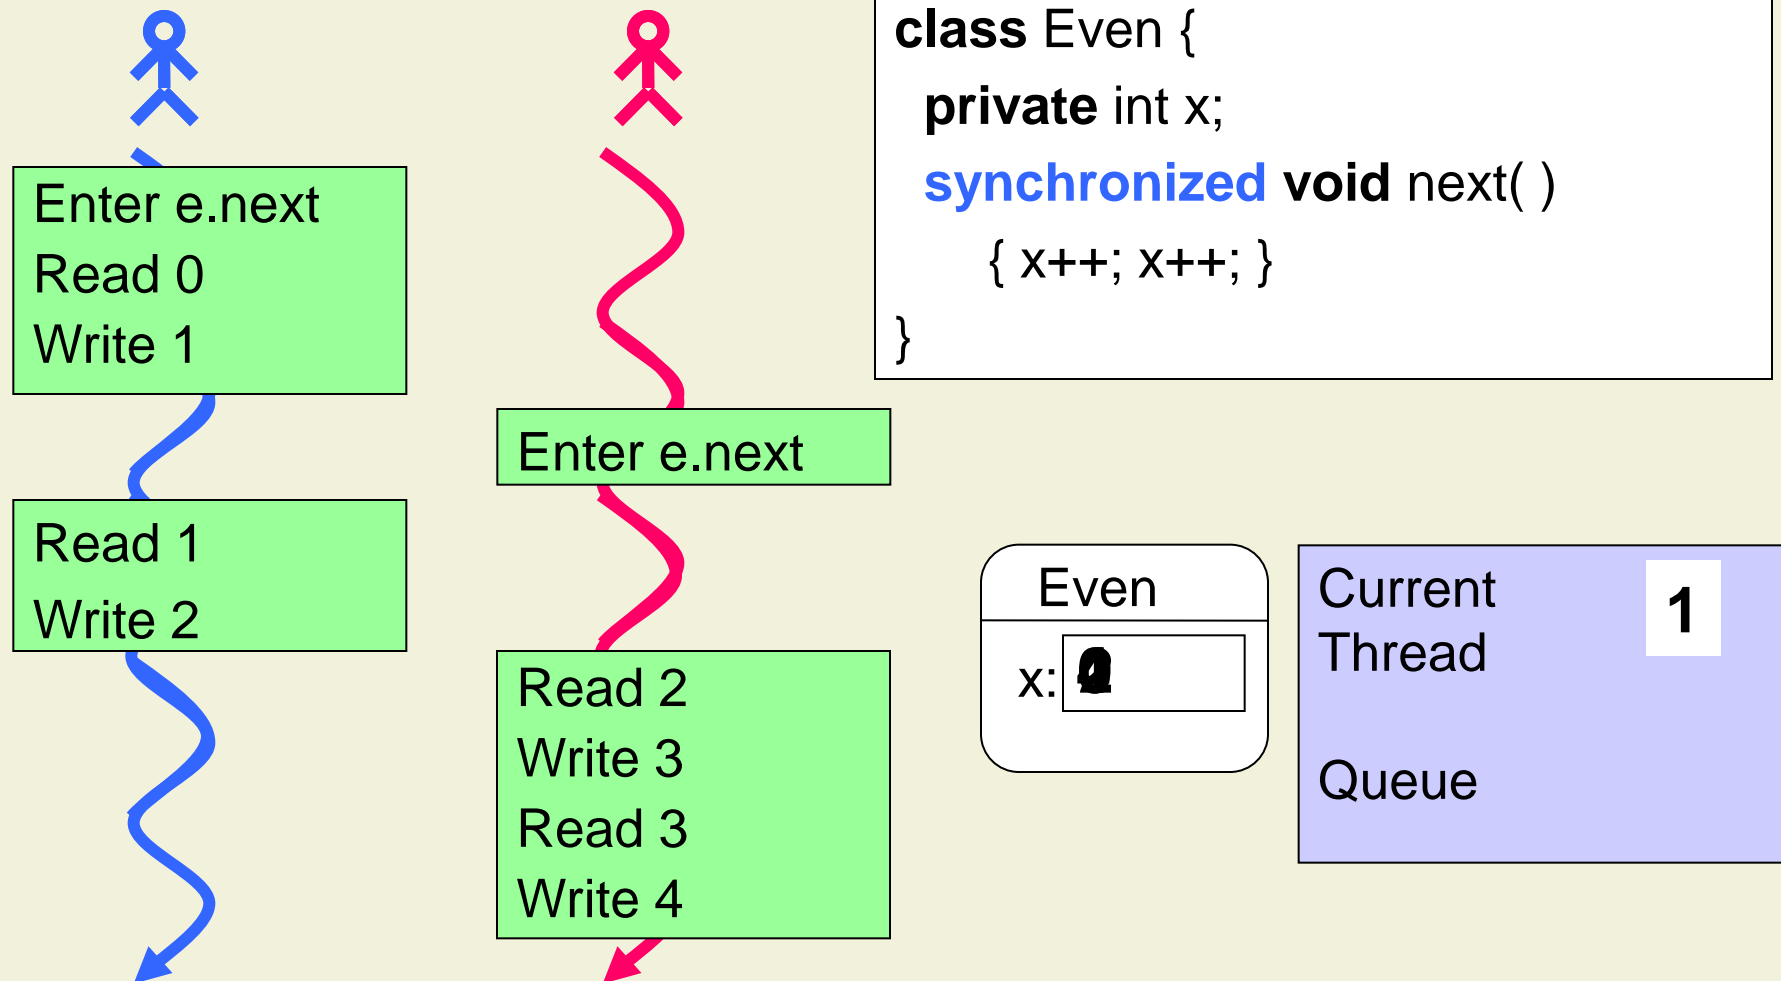 Enter e.next
Read 0
Write 1
Read 1
Write 2
Enter e.next
Read 2
Write 3
Read 3
Write 4
class Even {
private int x;
synchronized void next( )
{ x++; x++; }
}
Even
x:
Current
Thread
1
Queue